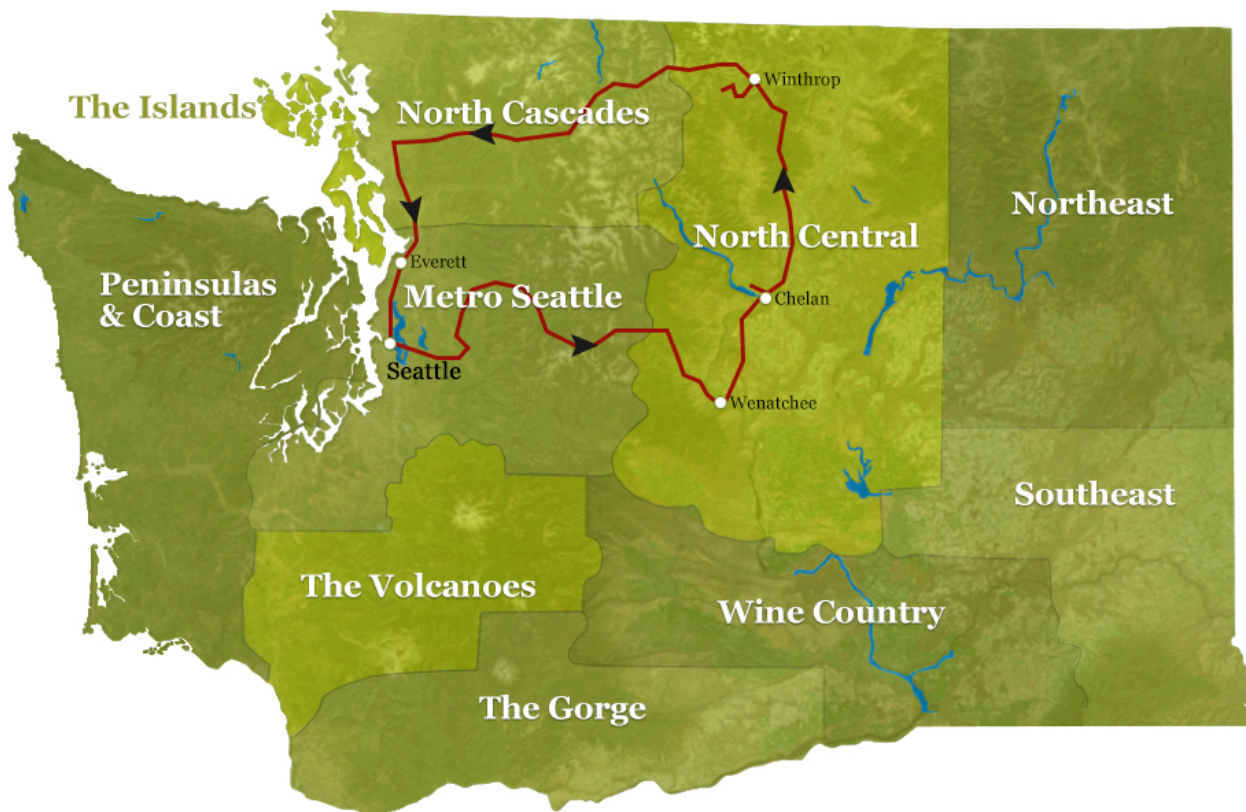 Winthrop
The Islands
North Cascades
Northeast
North Central
Everett
Peninsulas
& Coast
Metro Seattle
Chelan
Seattle
Wenatchee
Southeast
The Volcanoes
Wine Country
The Gorge